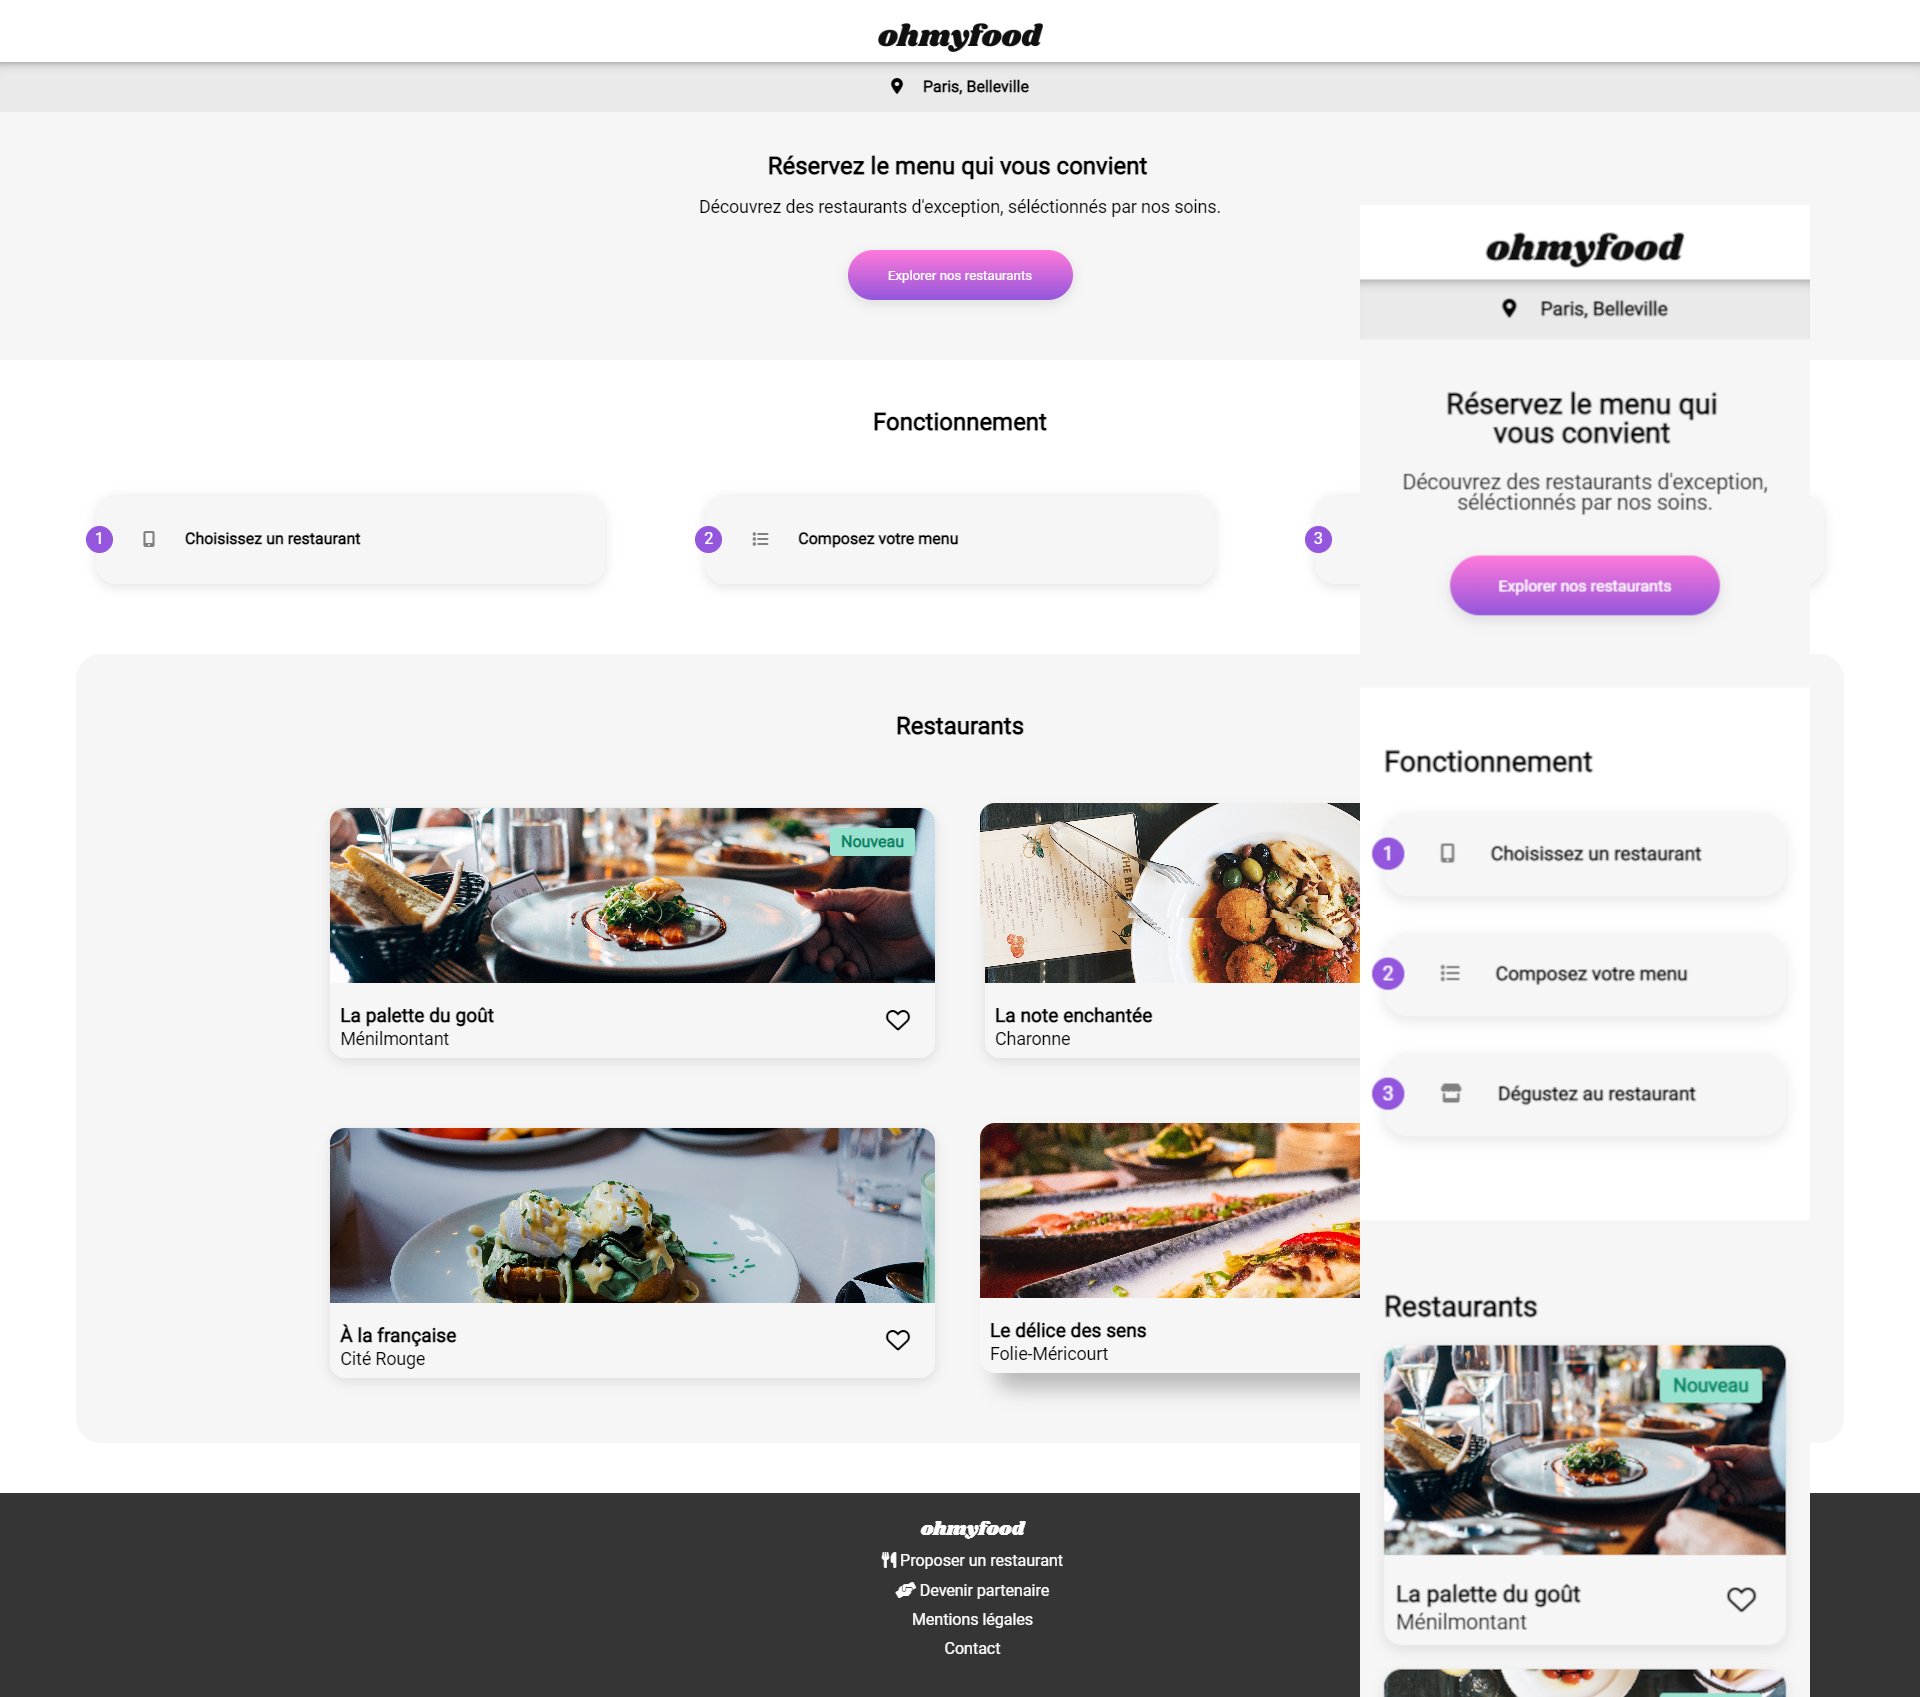 ohmyfood
Paris, Belleville
Réservez le menu qui vous convient
Découvrez des restaurants d'exception, séléctionnés par nos soins.
Explorer nos restaurants
Fonctionnement
1 Choisissez un restaurant
2 Composez votre menu
3
Restaurants
Nouveau
THE BITE
La palette du goût
Ménilmontant
La note enchantée
Charonne
À la française
Cité Rouge
Le délice des sens
Folie-Méricourt
ohmyfood
Proposer un restaurant
Devenir partenaire
Mentions légales
Contact
ohmyfood
Paris, Belleville
Réservez le menu qui
vous convient
Découvrez des restaurants d'exception,
séléctionnés par nos soins.
Explorer nos restaurants
Fonctionnement
1 Choisissez un restaurant
2 Composez votre menu
3 Dégustez au restaurant
Restaurants
Nouveau
La palette du goût
Ménilmontant